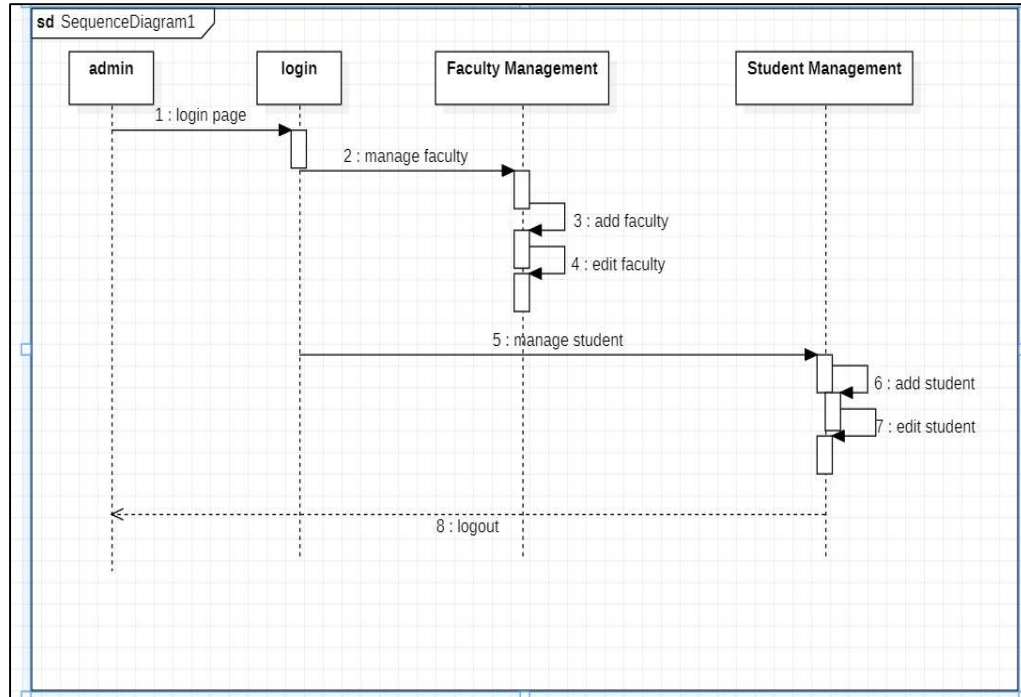 sd SequenceDiagram1
admin
login
Faculty Management
Student Management
1 : login page
2 : manage faculty
3 : add faculty
4 : edit faculty
5 : manage student
6 : add student
7 : edit student
8 : logout